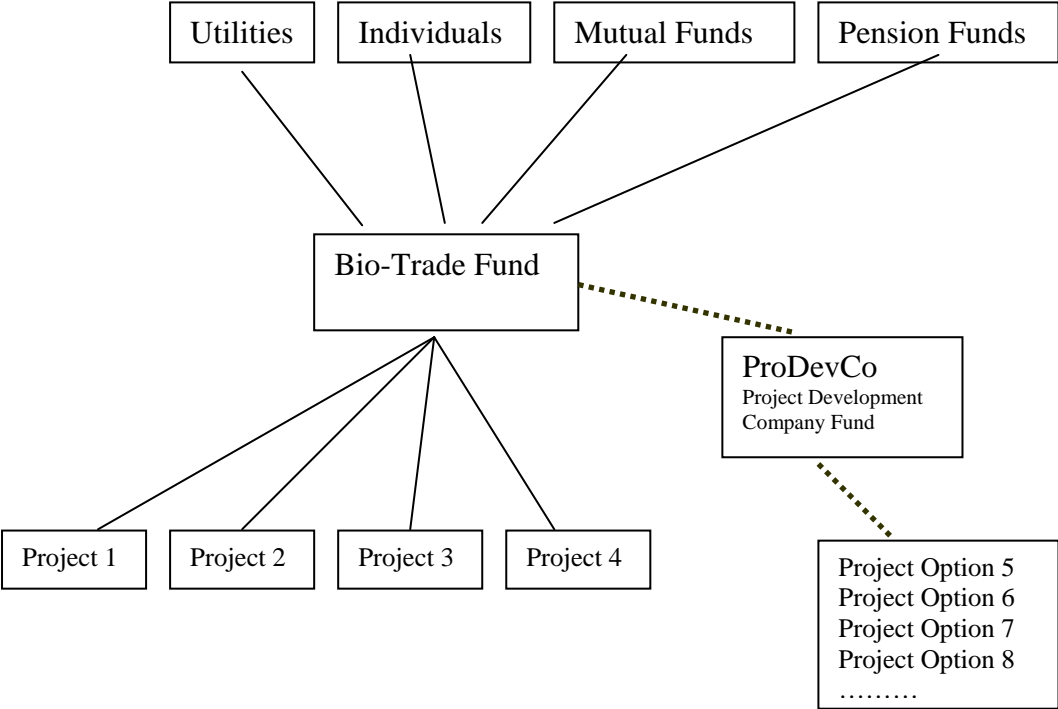 Utilities
Individuals
Mutual Funds
Pension Funds
Bio-Trade Fund
ProDevCo
Project Development
Company Fund
Project 1
Project 2
Project 3
Project 4
Project Option 5
Project Option 6
Project Option 7
Project Option 8
………